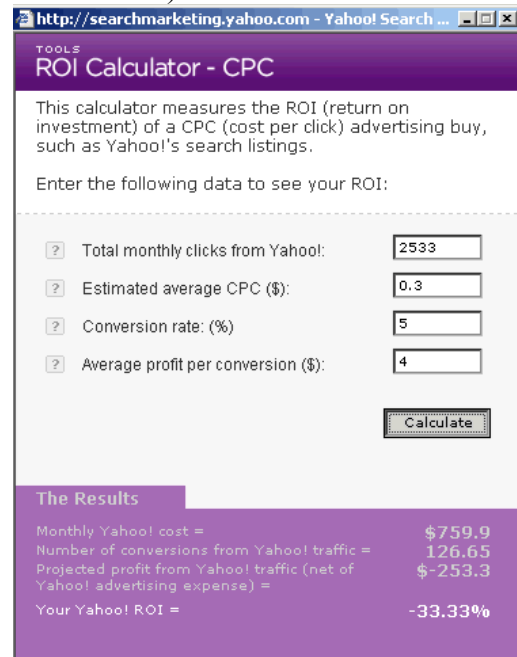 http://searchmarketing.yahoo.com - Yahoo! Search ...
TOOLS
ROI Calculator - CPC
This calculator measures the ROI (return on
investment) of a CPC (cost per click) advertising buy,
such as Yahoo!'s search listings.
Enter the following data to see your ROI:
? Total monthly clicks from Yahoo!: 2533
? Estimated average CPC ($): 0.3
? Conversion rate: (%) 5
? Average profit per conversion ($): 4
Calculate
The Results
Monthly Yahoo! cost = $759.9
Number of conversions from Yahoo! traffic = 126.65
Projected profit from Yahoo! traffic (net of $-253.3
Yahoo! advertising expense) =
Your Yahoo! ROI = -33.33%